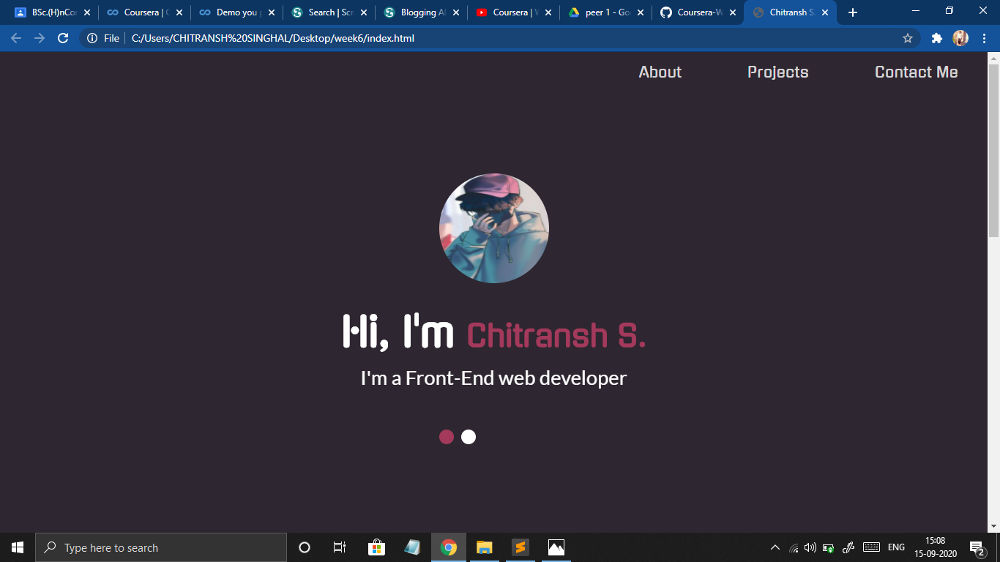 BSc.(H)nCor
Coursera | C
Demo you p
Search | Scr
Blogging Al
Coursera | W
peer 1 - Goo
Coursera-W
Chitransh S
File
C:/Users/CHITRANSH%20SINGHAL/Desktop/week6/index.html
About Projects Contact Me
Hi, I'm Chitransh S.
I'm a Front-End web developer
Type here to search
ENG
15:08
15-09-2020
2